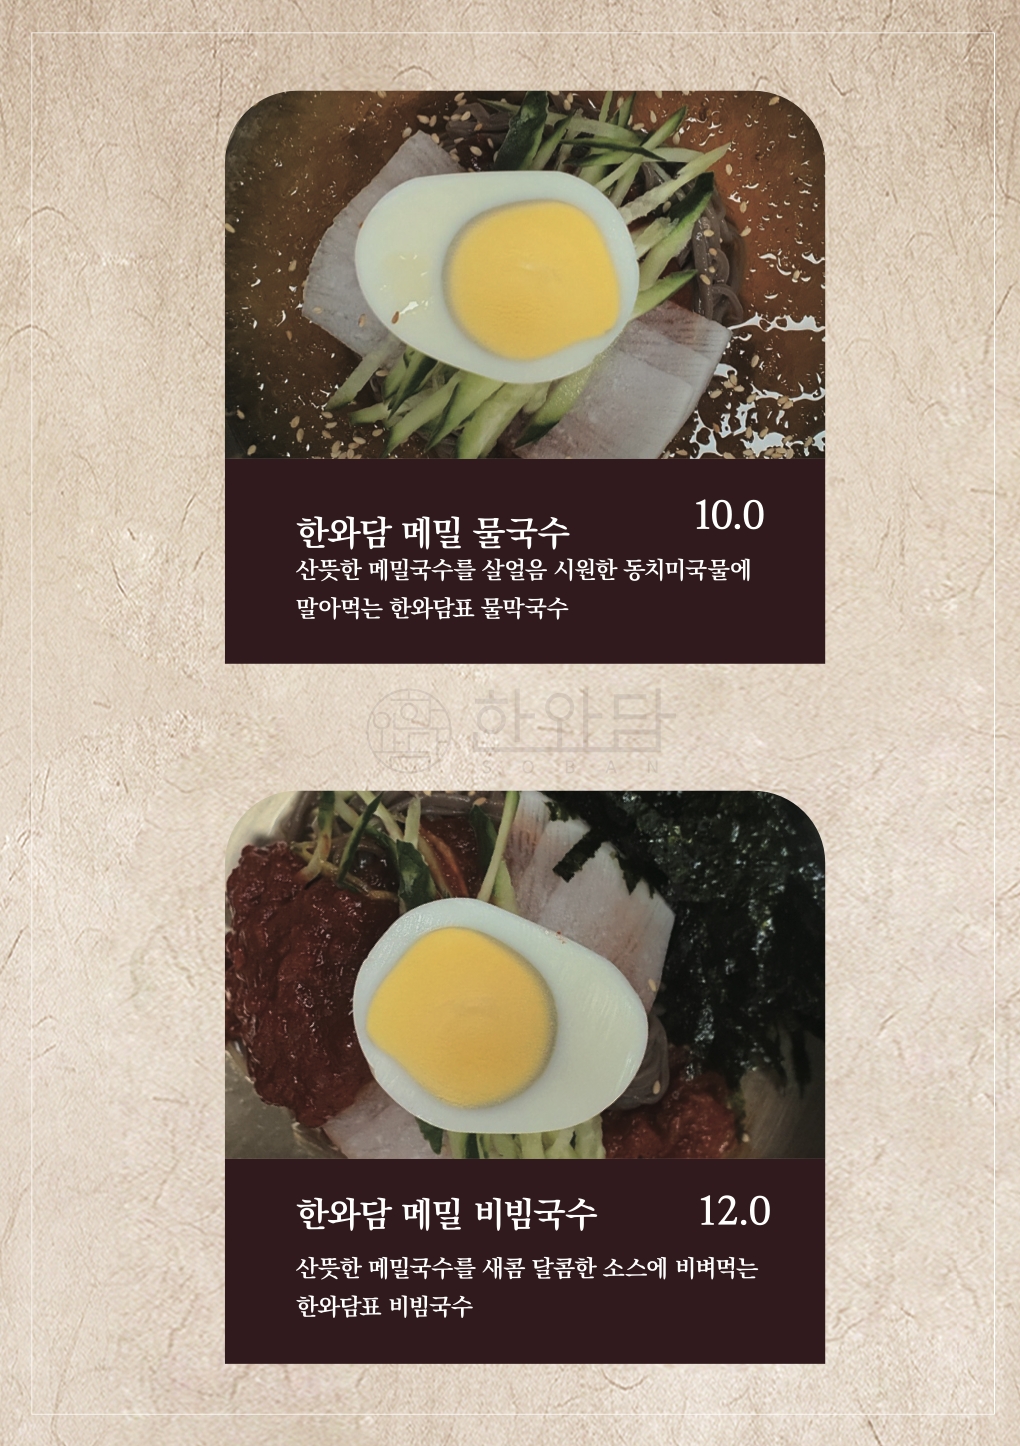 한와담 메밀 물국수
10.0
산뜻한 메밀국수를 살얼음 시원한 동치미국물에
말아먹는 한와담표 물막국수
한와담
SOBAN
한와담 메밀 비빔국수
12.0
산뜻한 메밀국수를 새콤 달콤한 소스에 비벼먹는
한와담표 비빔국수